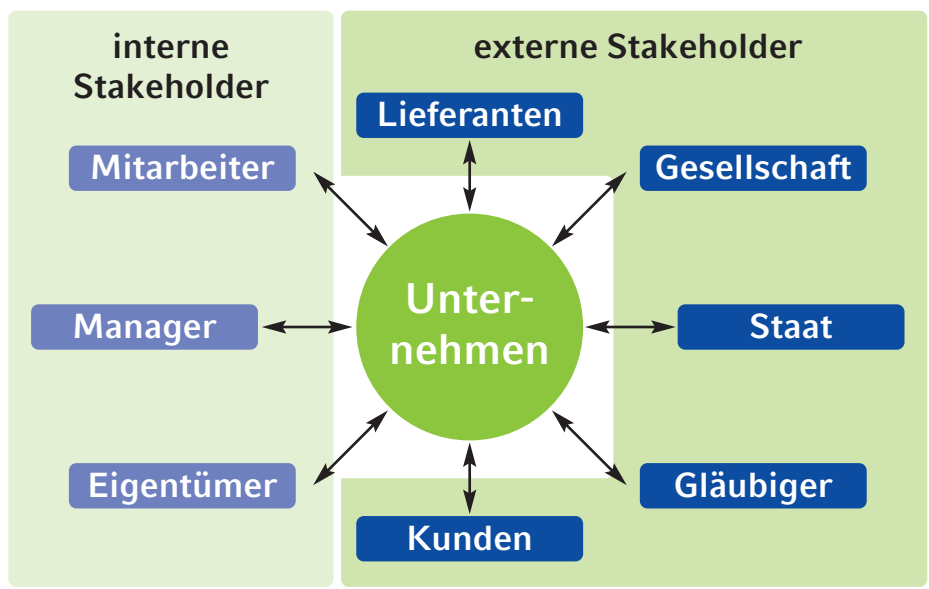 interne
Stakeholder
externe Stakeholder
Lieferanten
Mitarbeiter
Gesellschaft
Unter-
nehmen
Manager
Staat
Eigentümer
Gläubiger
Kunden